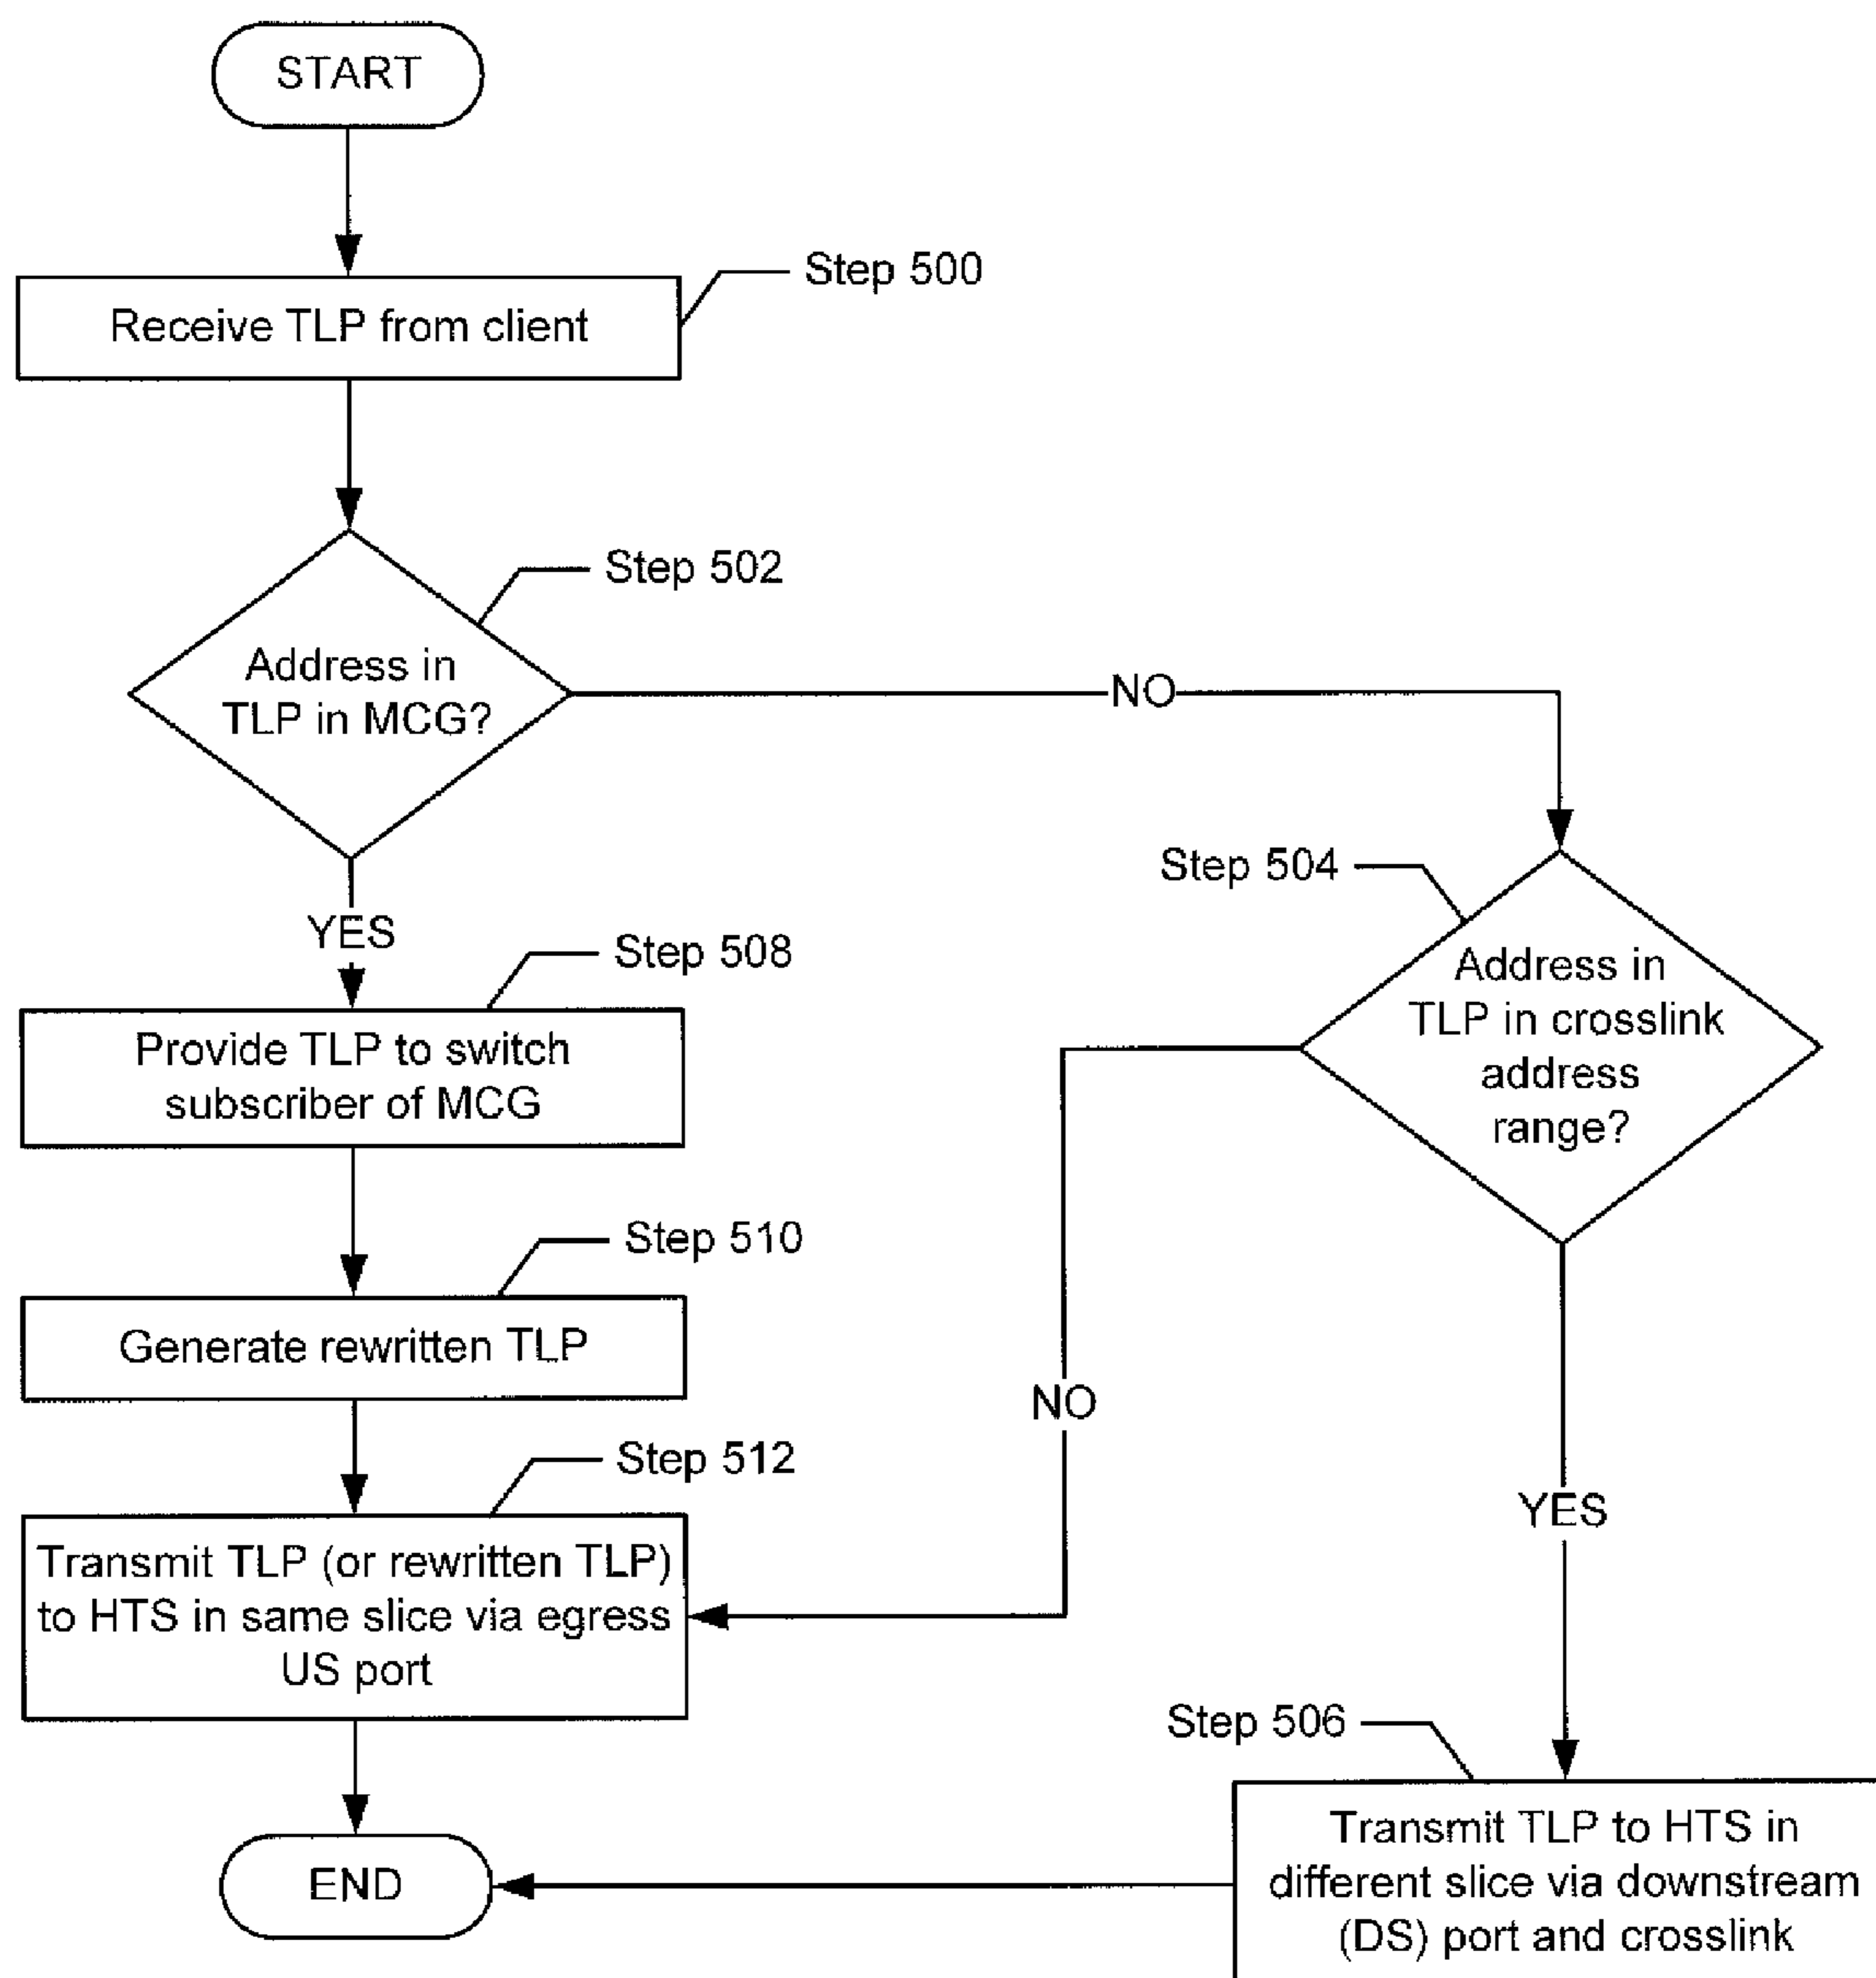 START
Step 500
Receive TLP from client
Step 502
Address in
TLP in MCG?
NO
Step 504
Address in
TLP in crosslink
address
range?
YES
Step 508
Provide TLP to switch
subscriber of MCG
Step 510
Generate rewritten TLP
NO
Step 512
Transmit TLP (or rewritten TLP)
to HTS in same slice via egress
US port
YES
Step 506
Transmit TLP to HTS in
different slice via downstream
(DS) port and crosslink
END